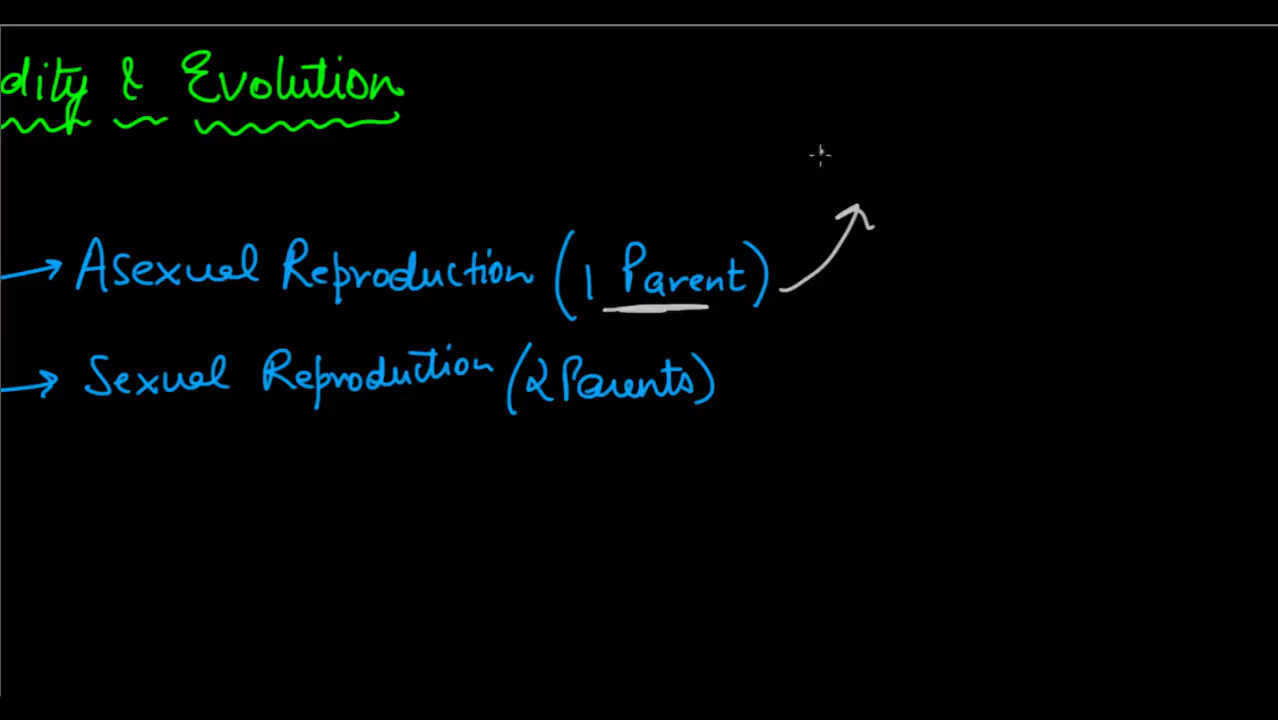 dity & Evolution
→ Asexual Reproduction (1 Parent)
→ Sexual Reproduction (2 Parents)